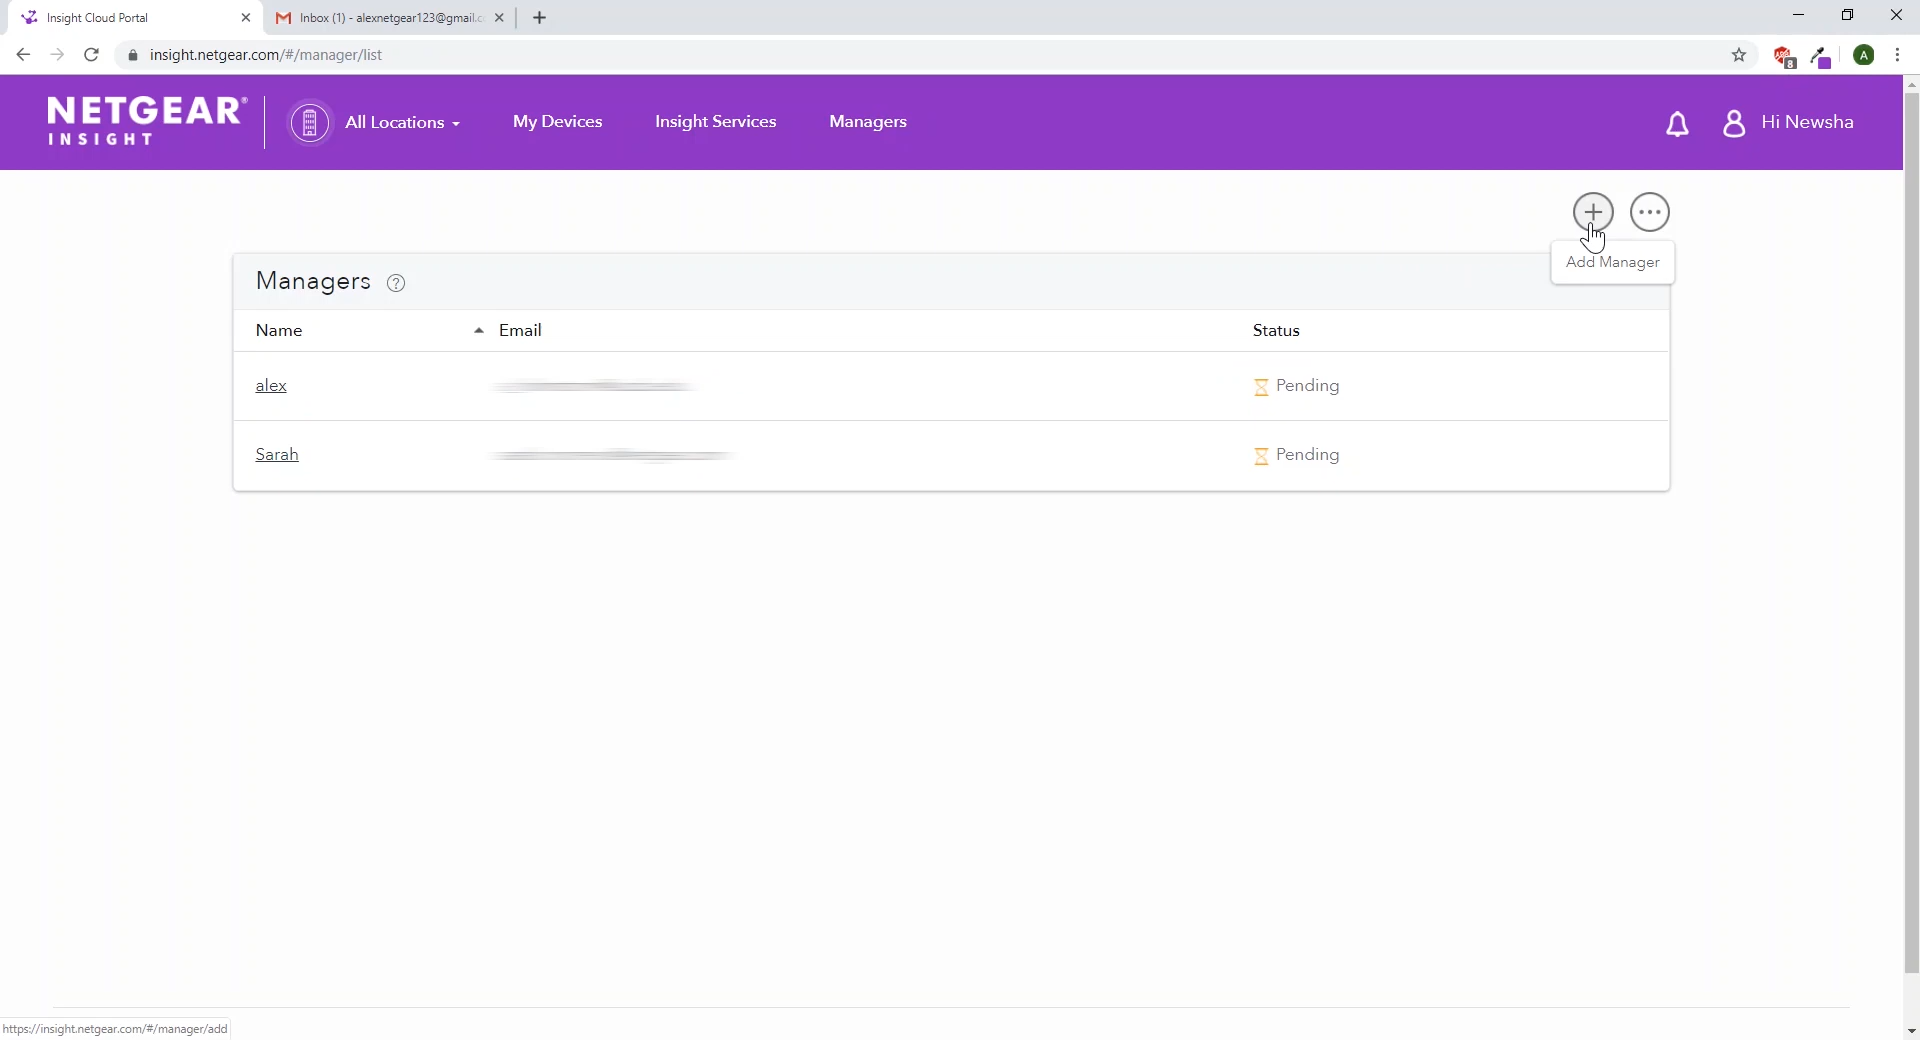 Insight Cloud Portal
Inbox (1) - alexnetgear123@gmail.c
insight.netgear.com/#/manager/list
8
A
NETGEAR®
INSIGHT
All Locations
My Devices
Insight Services
Managers
Hi Newsha
Add Manager
Managers ?
Name
Email
Status
alex
Pending
Sarah
Pending
https://insight.netgear.com/#/manager/add